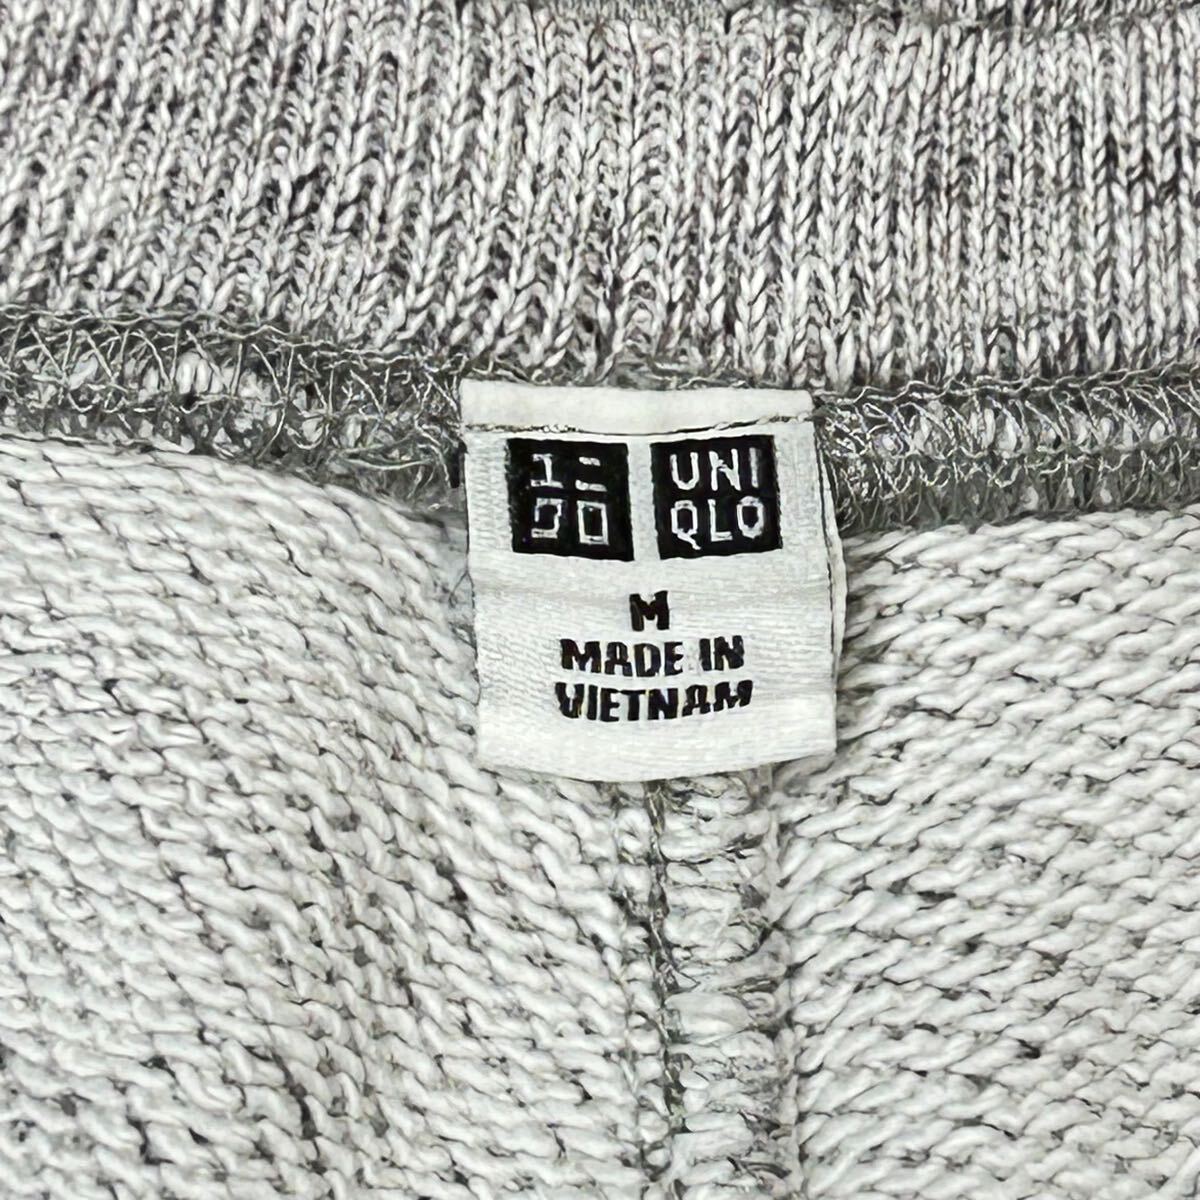 ユニ UNI
クロ QLO
M
MADE IN
VIETNAM